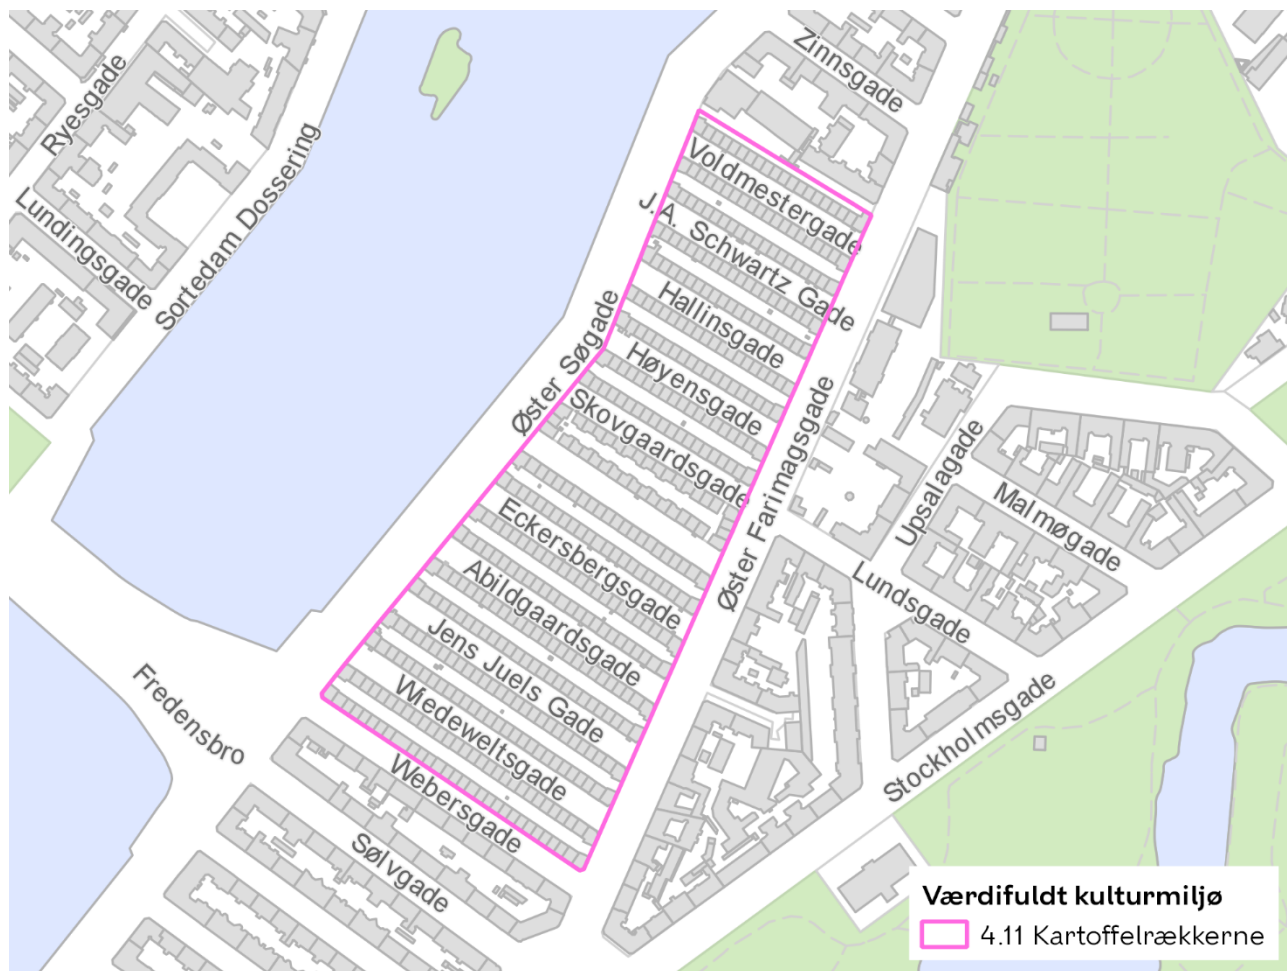 Zinnsgade
Ryesgade
Sortedam Dossering
Lundingsgade
Voldmestergade
J.A. Schwartz Gade
Hallinsgade
Øster Søgade
Høyensgade
Skovgaardsgade
Øster Farimagsgade
Upsalagade
Malmøgade
Eckersbergsgade
Lundsgade
Abildgaardsgade
Jens Juels Gade
Stockholmsgade
Fredensbro
Wiedeweltsgade
Webersgade
Sølvgade
Værdifuldt kulturmiljø
4.11 Kartoffelrækkerne